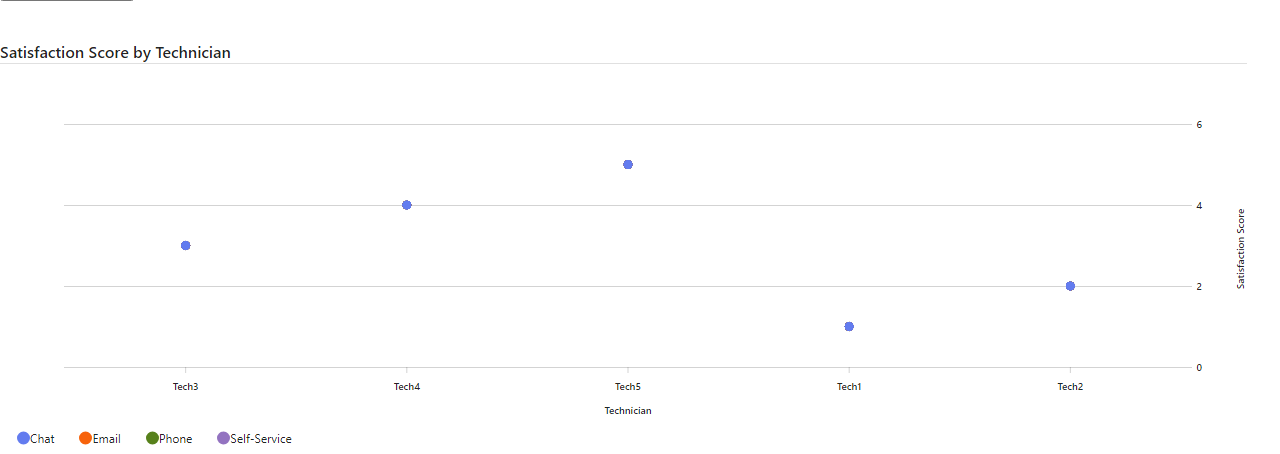 Satisfaction Score by Technician
6
4
2
0
Satisfaction Score
Tech3 Tech4 Tech5 Tech1 Tech2
Technician
Chat Email Phone Self-Service